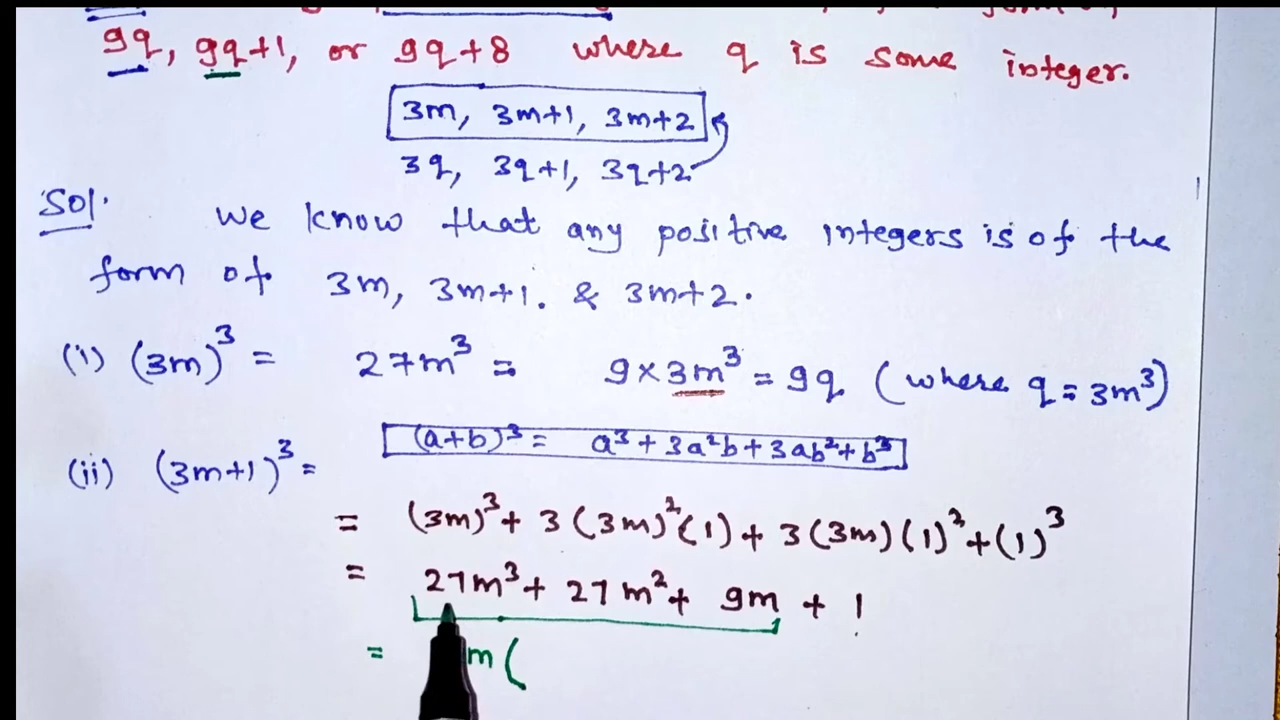 9q, 9q+1, or 9q+8 where q is some integer.
3m, 3m+1, 3m+2
3q, 3q+1, 3q+2
Sol. We know that any positive integers is of the
form of 3m, 3m+1. & 3m+2.
(i) (3m)³ = 27m³ = 9×3m³ = 9q (where q = 3m³)
(a+b)³ = a³ + 3a²b + 3ab² + b³
(ii) (3m+1)³ =
= (3m)³ + 3(3m)²(1) + 3(3m)(1)² + (1)³
= 27m³ + 27m² + 9m + 1
= m(